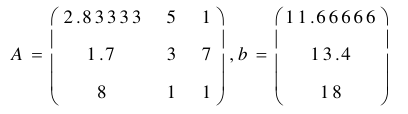 2.83333 5 1 11.66666
A = 1.7 3 7 , b = 13.4
8 1 1 18